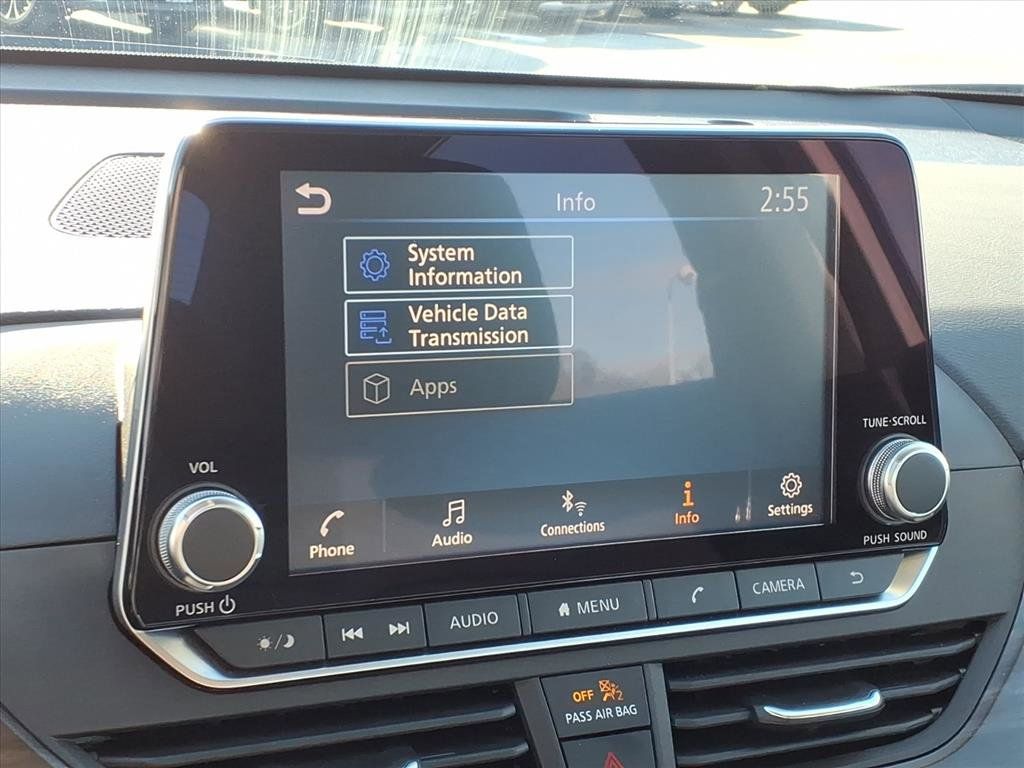 Info
2:55
System
Information
Vehicle Data
Transmission
Apps
TUNE·SCROLL
VOL
Phone
Audio
Connections
Info
Settings
PUSH SOUND
PUSH
AUDIO
MENU
CAMERA
OFF
2
PASS AIR BAG